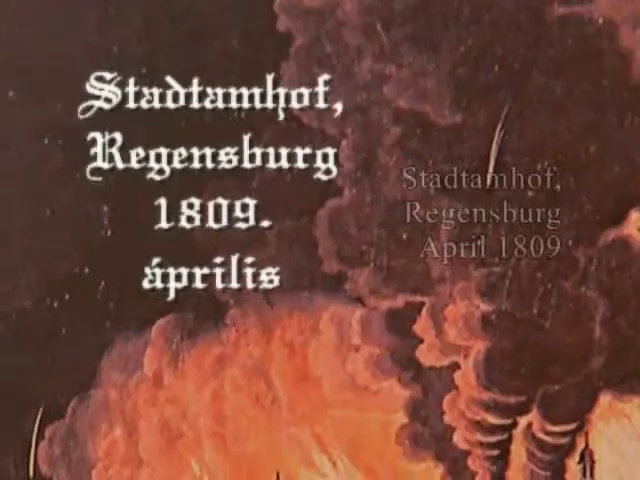 Stadtamhof,
Regensburg
1809.
április
Stadtamhof,
Regensburg
April 1809